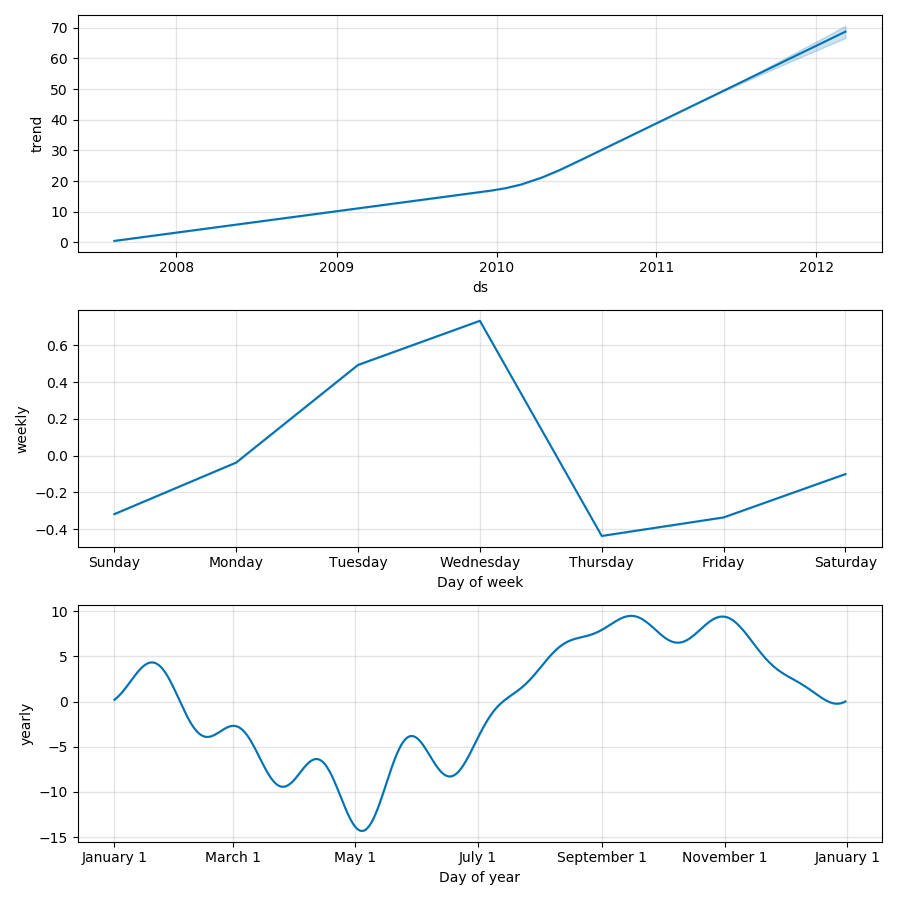 trend
70
60
50
40
30
20
10
0
2008 2009 2010 2011 2012
ds
weekly
0.6
0.4
0.2
0.0
−0.2
−0.4
Sunday Monday Tuesday Wednesday Thursday Friday Saturday
Day of week
yearly
10
5
0
−5
−10
−15
January 1 March 1 May 1 July 1 September 1 November 1 January 1
Day of year